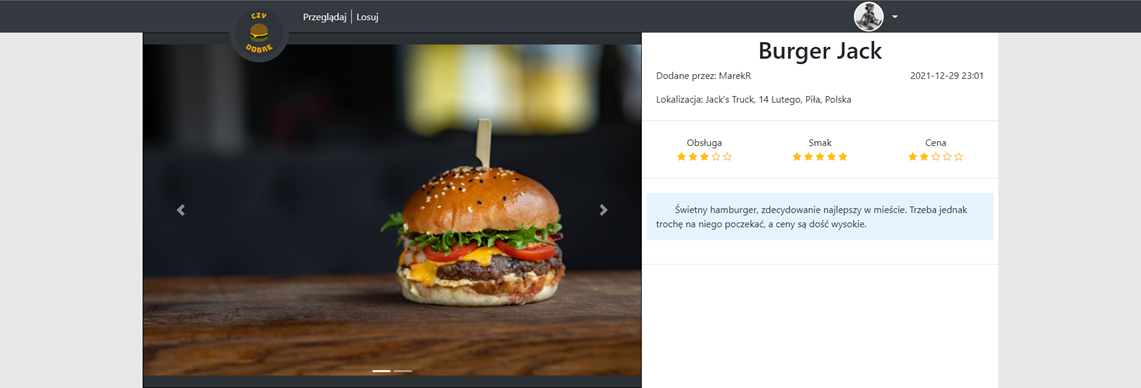 CZY
DOBRE
Przeglądaj
Losuj
Burger Jack
Dodane przez: MarekR
2021-12-29 23:01
Lokalizacja: Jack's Truck, 14 Lutego, Piła, Polska
Obsługa
Smak
Cena
Świetny hamburger, zdecydowanie najlepszy w mieście. Trzeba jednak
trochę na niego poczekać, a ceny są dość wysokie.